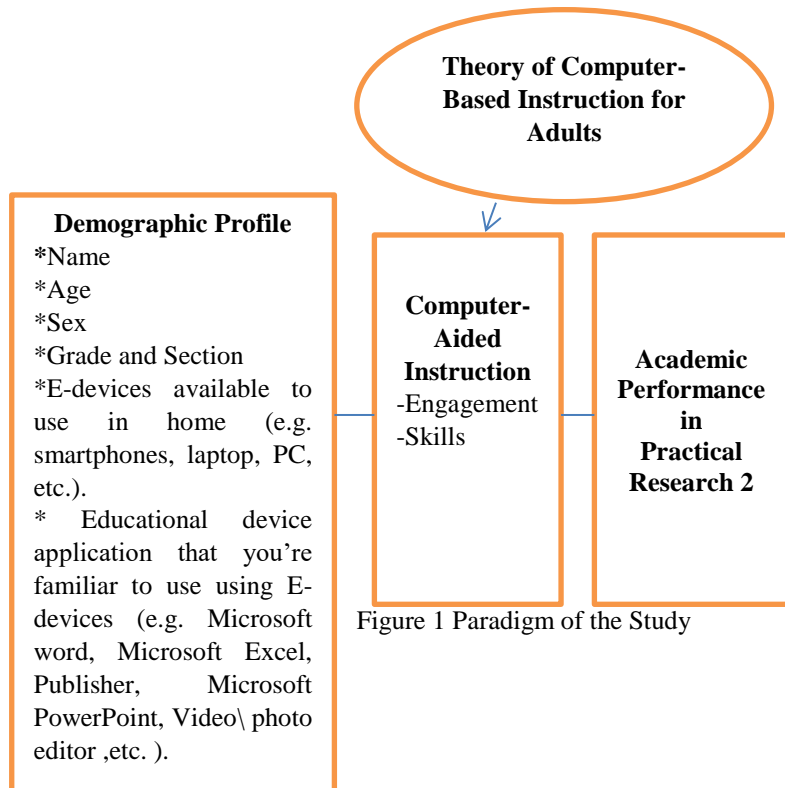 Theory of Computer-
Based Instruction for
Adults
Demographic Profile
*Name
*Age
*Sex
*Grade and Section
*E-devices available to
use in home (e.g.
smartphones, laptop, PC,
etc.).
* Educational device
application that you’re
familiar to use using E-
devices (e.g. Microsoft
word, Microsoft Excel,
Publisher, Microsoft
PowerPoint, Video\ photo
editor ,etc. ).
Computer-
Aided
Instruction
-Engagement
-Skills
Academic
Performance
in
Practical
Research 2
Figure 1 Paradigm of the Study